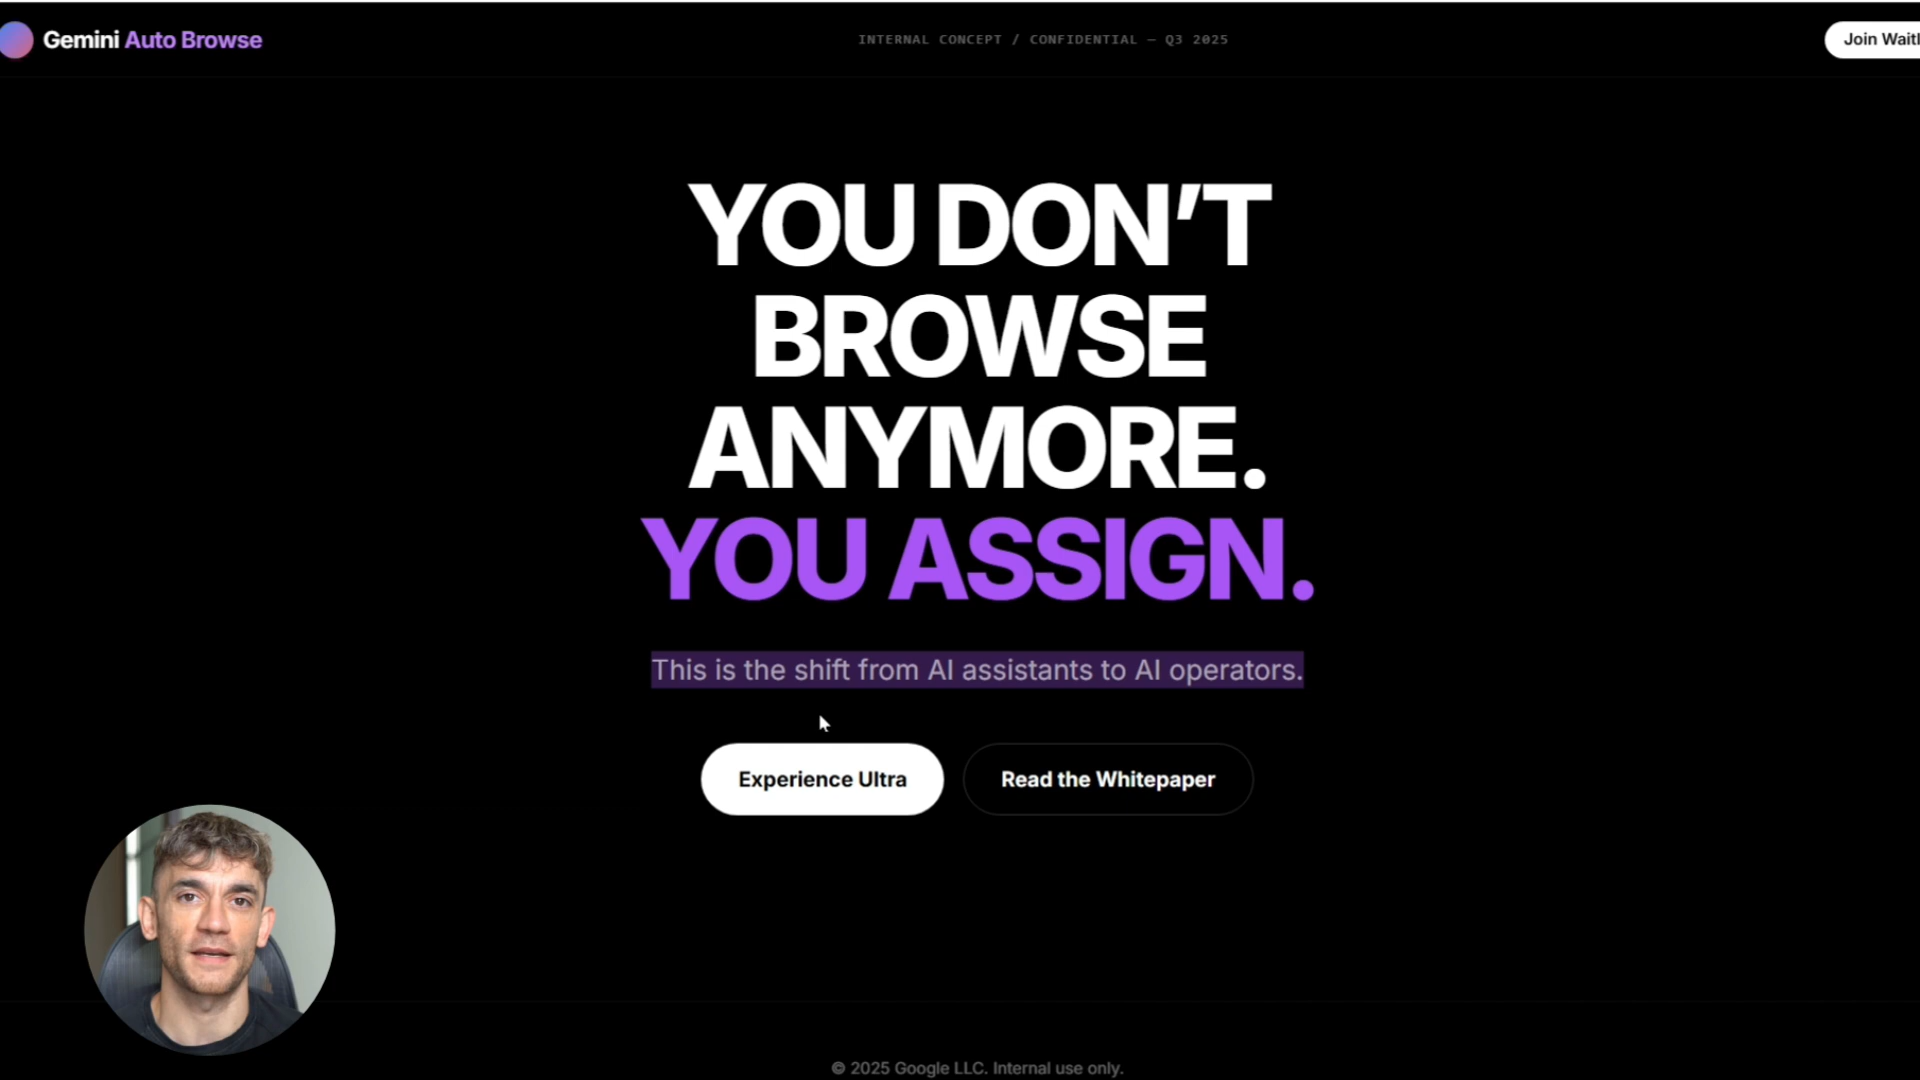 Gemini Auto Browse
INTERNAL CONCEPT / CONFIDENTIAL — Q3 2025
Join Waitl
YOU DON’T
BROWSE
ANYMORE.
YOU ASSIGN.
This is the shift from AI assistants to AI operators.
Experience Ultra
Read the Whitepaper
© 2025 Google LLC. Internal use only.